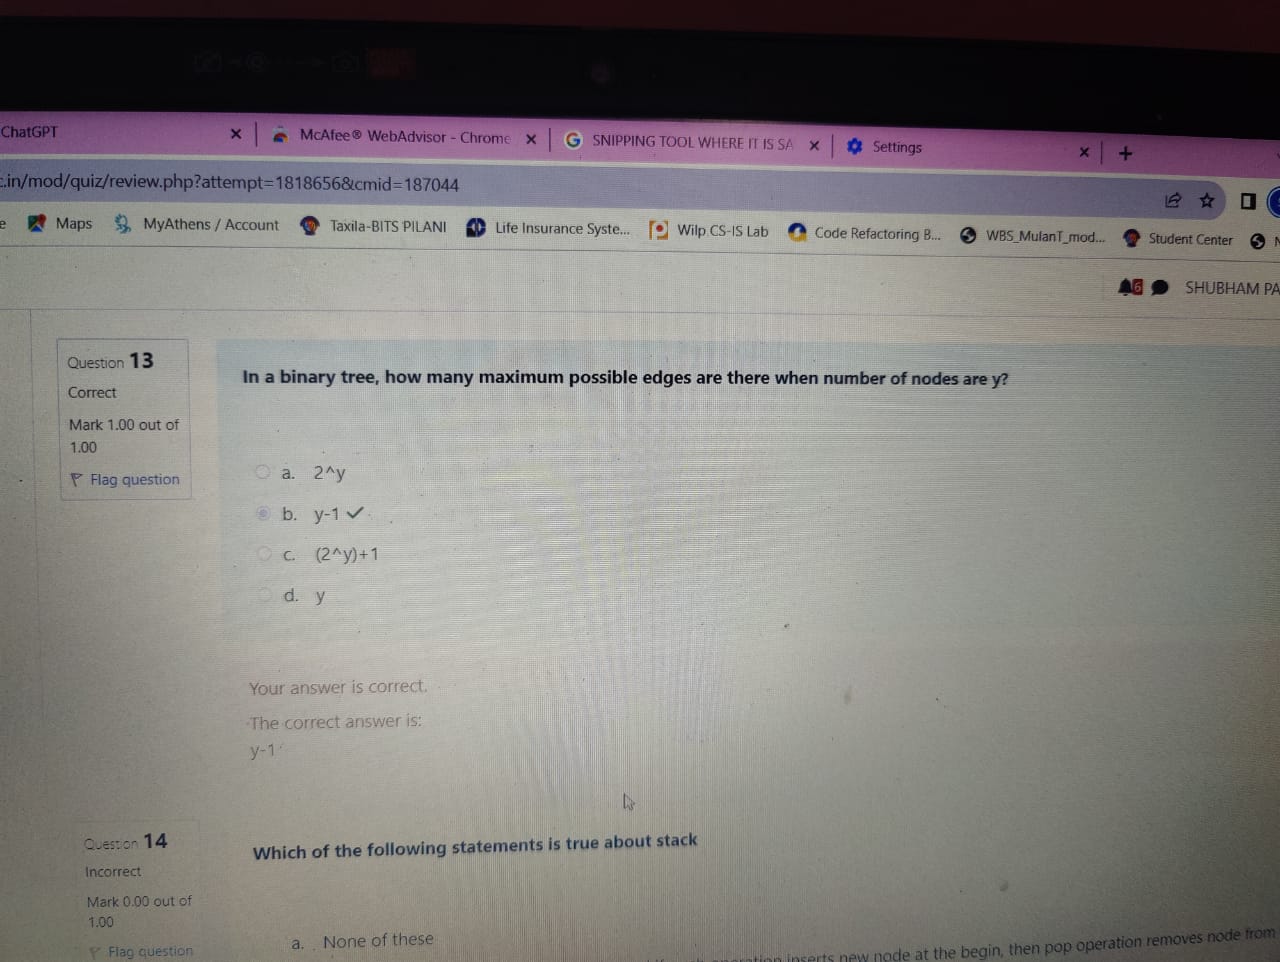 ChatGPT
McAfee® WebAdvisor - Chrome
SNIPPING TOOL WHERE IT IS SA
Settings
.in/mod/quiz/review.php?attempt=1818656&cmid=187044
e Maps MyAthens / Account Taxila-BITS PILANI Life Insurance Syste... Wilp.CS-IS Lab Code Refactoring B... WBS_MulanT_mod... Student Center N
6 SHUBHAM PA
Question 13
Correct
Mark 1.00 out of
1.00
Flag question
In a binary tree, how many maximum possible edges are there when number of nodes are y?
a. 2^y
b. y-1
c. (2^y)+1
d. y
Your answer is correct.
The correct answer is:
y-1
Question 14
Incorrect
Mark 0.00 out of
1.00
Flag question
Which of the following statements is true about stack
a. None of these
operation inserts new node at the begin, then pop operation removes node from